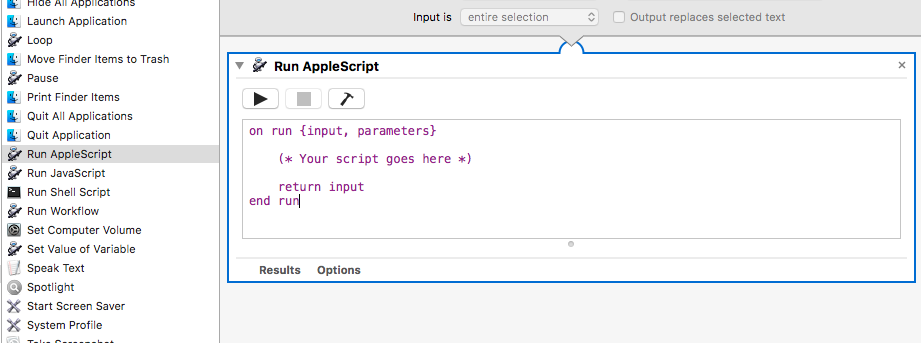 Hide All Applications
Launch Application
Loop
Move Finder Items to Trash
Pause
Print Finder Items
Quit All Applications
Quit Application
Run AppleScript
Run JavaScript
Run Shell Script
Run Workflow
Set Computer Volume
Set Value of Variable
Speak Text
Spotlight
Start Screen Saver
System Profile
Take Screenshot
Input is entire selection Output replaces selected text
Run AppleScript
on run {input, parameters}
(* Your script goes here *)
return input
end run
Results Options